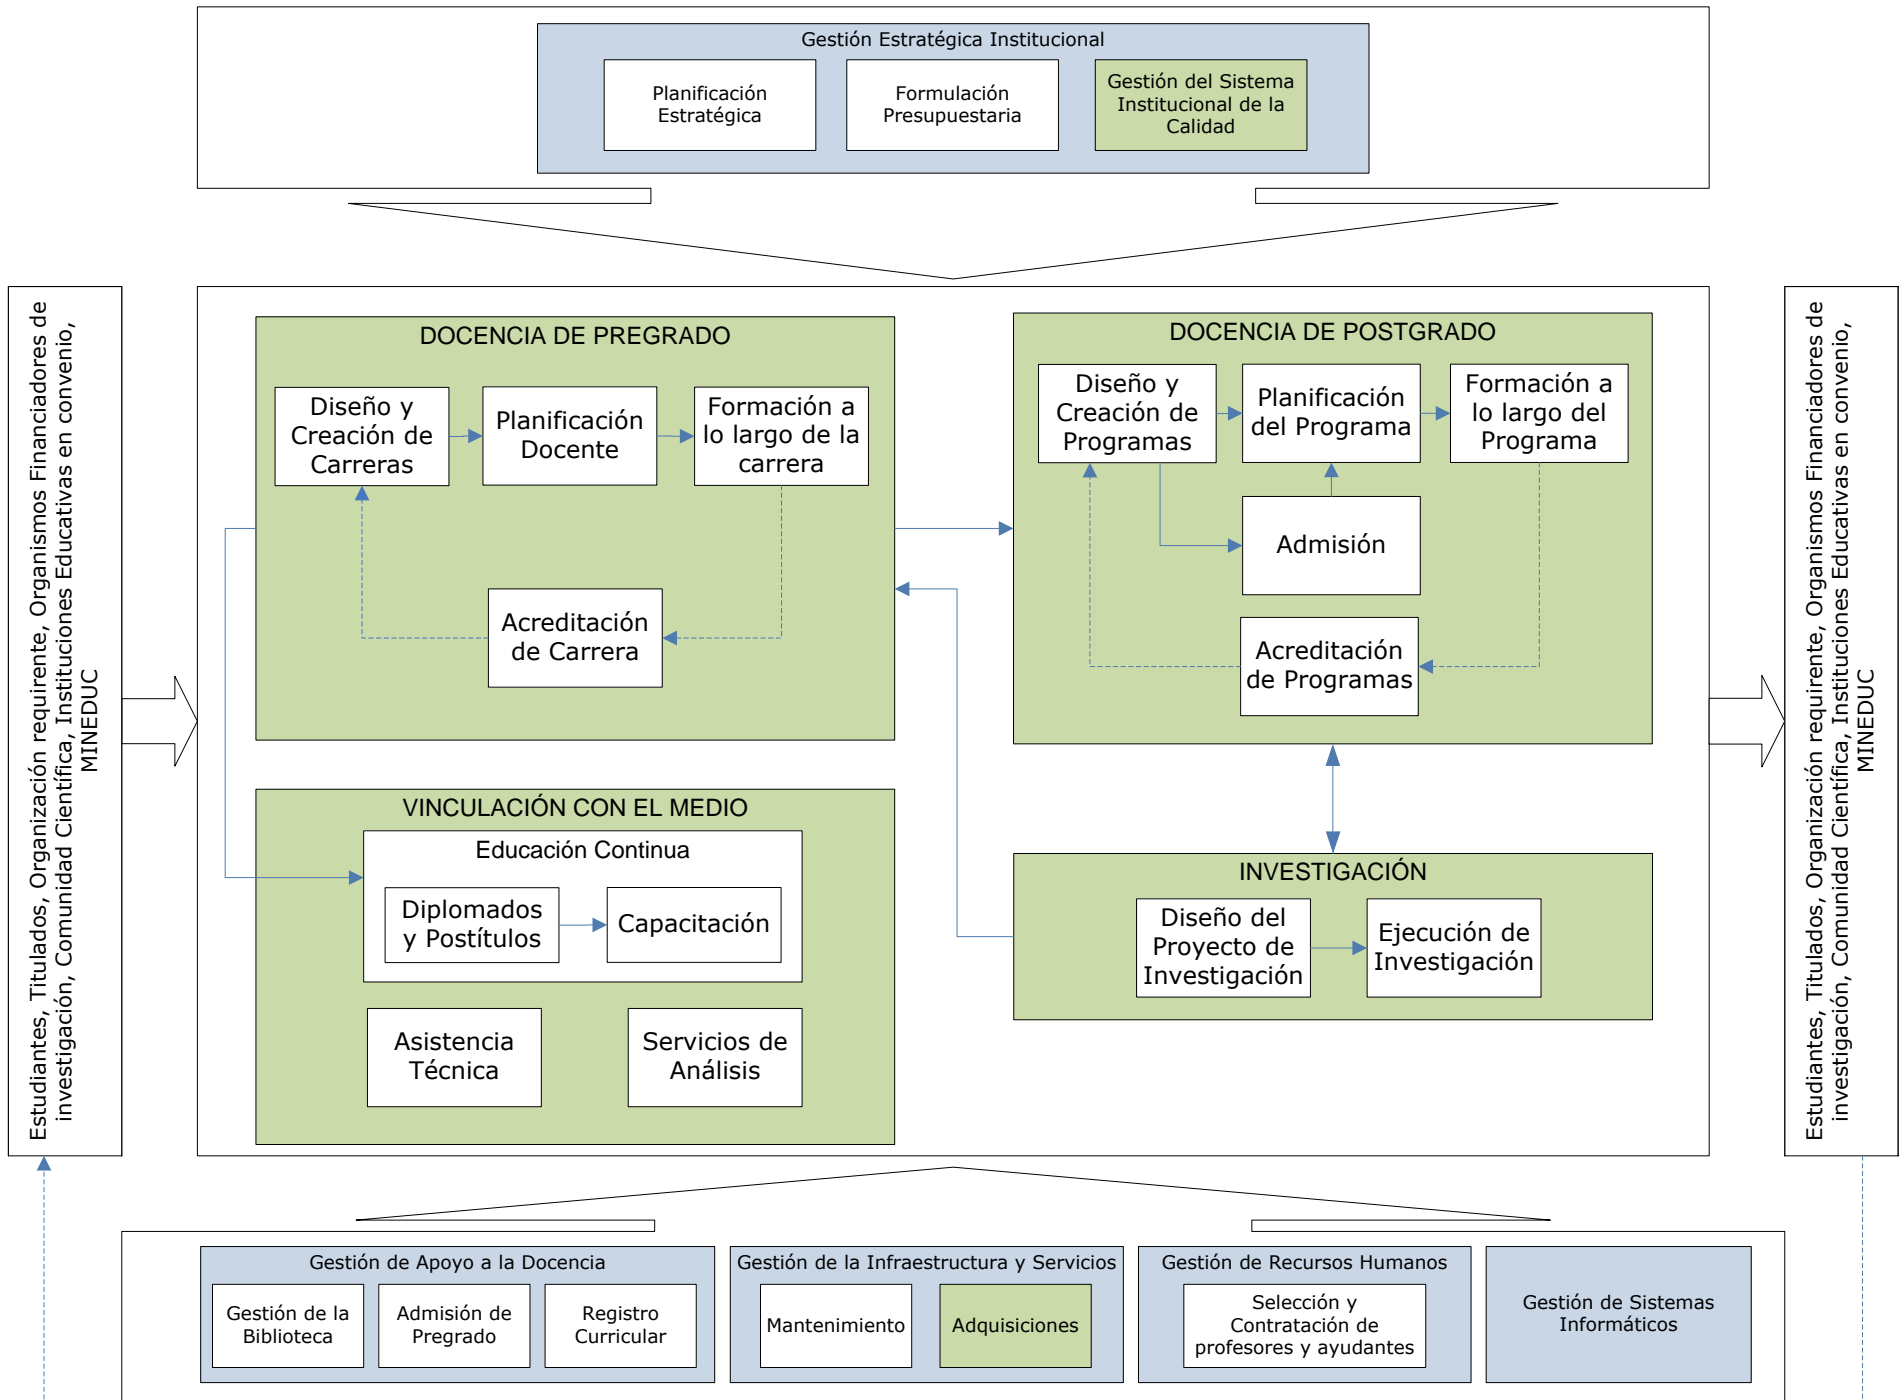 Gestión Estratégica Institucional
Planificación
Estratégica
Formulación
Presupuestaria
Gestión del Sistema
Institucional de la
Calidad
Estudiantes, Titulados, Organización requirente, Organismos Financiadores de
investigación, Comunidad Científica, Instituciones Educativas en convenio,
MINEDUC
DOCENCIA DE PREGRADO
Diseño y
Creación de
Carreras
Planificación
Docente
Formación a
lo largo de la
carrera
Acreditación
de Carrera
DOCENCIA DE POSTGRADO
Diseño y
Creación de
Programas
Planificación
del Programa
Formación a
lo largo del
Programa
Admisión
Acreditación
de Programas
VINCULACIÓN CON EL MEDIO
Educación Continua
Diplomados
y Postítulos
Capacitación
Asistencia
Técnica
Servicios de
Análisis
INVESTIGACIÓN
Diseño del
Proyecto de
Investigación
Ejecución de
Investigación
Estudiantes, Titulados, Organización requirente, Organismos Financiadores de
investigación, Comunidad Científica, Instituciones Educativas en convenio,
MINEDUC
Gestión de Apoyo a la Docencia
Gestión de la
Biblioteca
Admisión de
Pregrado
Registro
Curricular
Gestión de la Infraestructura y Servicios
Mantenimiento
Adquisiciones
Gestión de Recursos Humanos
Selección y
Contratación de
profesores y ayudantes
Gestión de Sistemas
Informáticos